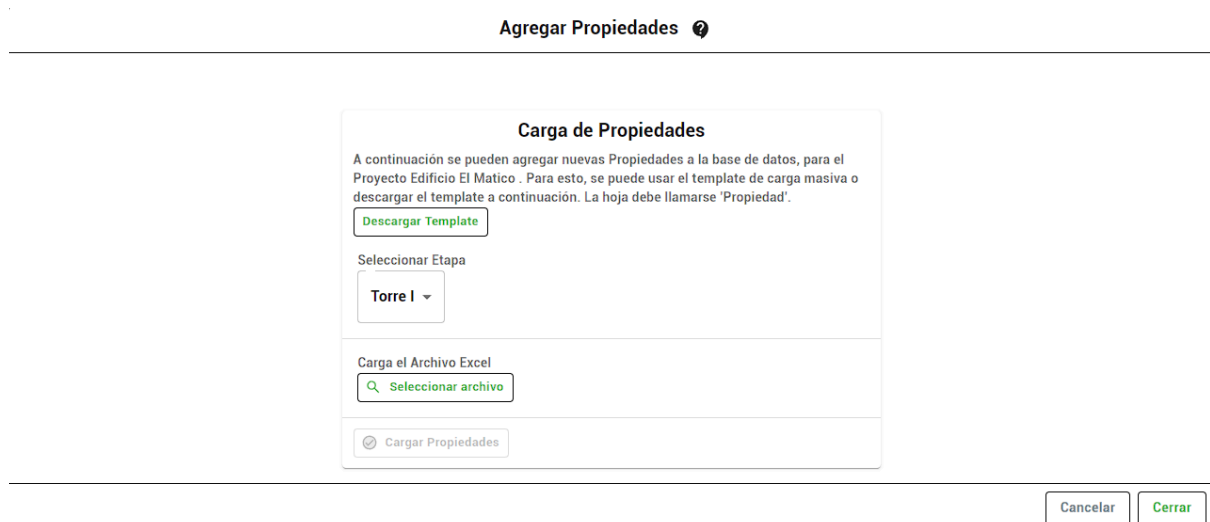 Agregar Propiedades
Carga de Propiedades
A continuación se pueden agregar nuevas Propiedades a la base de datos, para el
Proyecto Edificio El Matico . Para esto, se puede usar el template de carga masiva o
descargar el template a continuación. La hoja debe llamarse 'Propiedad'.
Descargar Template
Seleccionar Etapa
Torre I
Carga el Archivo Excel
Seleccionar archivo
Cargar Propiedades
Cancelar
Cerrar